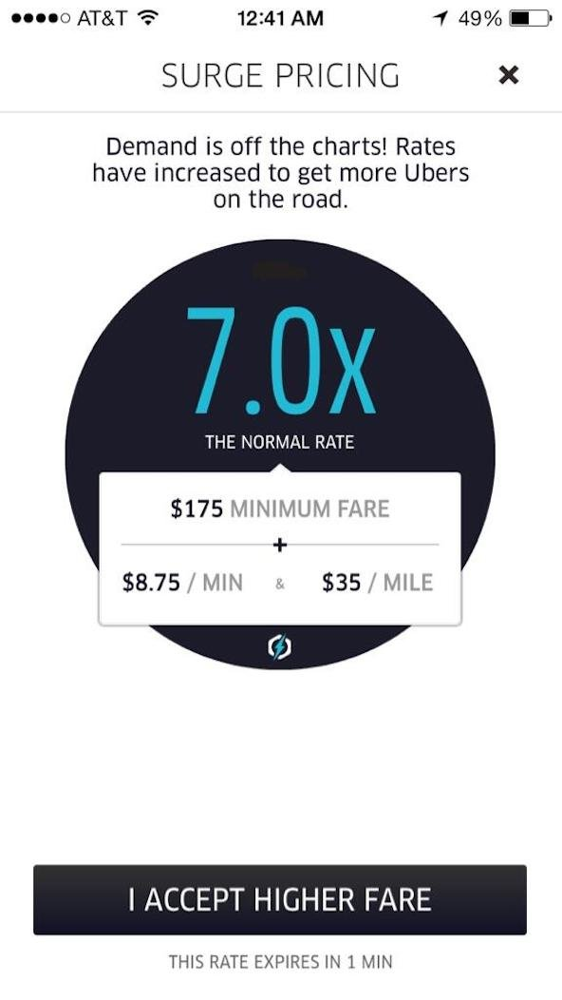 AT&T 12:41 AM 49%
SURGE PRICING
Demand is off the charts! Rates
have increased to get more Ubers
on the road.
7.0x
THE NORMAL RATE
$175 MINIMUM FARE
+
$8.75 / MIN & $35 / MILE
I ACCEPT HIGHER FARE
THIS RATE EXPIRES IN 1 MIN